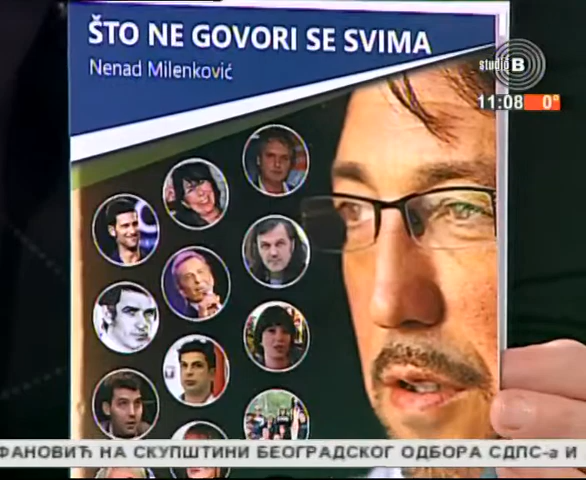 ŠTO NE GOVORI SE SVIMA
Nenad Milenković
studio B
11:08 0°
ФАНОВИЋ НА СКУПШТИНИ БЕОГРАДСКОГ ОДБОРА СДПС-а И